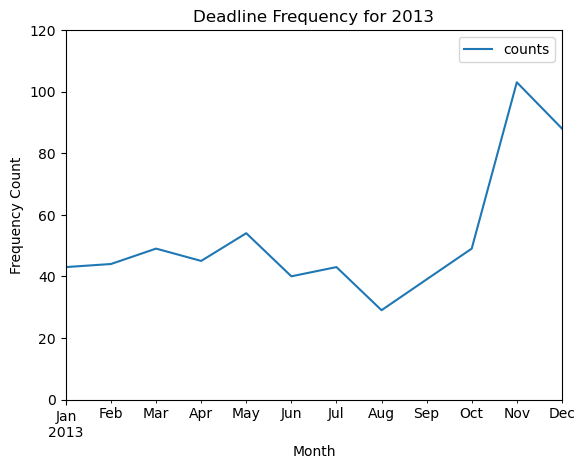 Deadline Frequency for 2013
counts
Frequency Count
120
100
80
60
40
20
0
Jan Feb Mar Apr May Jun Jul Aug Sep Oct Nov Dec
2013
Month